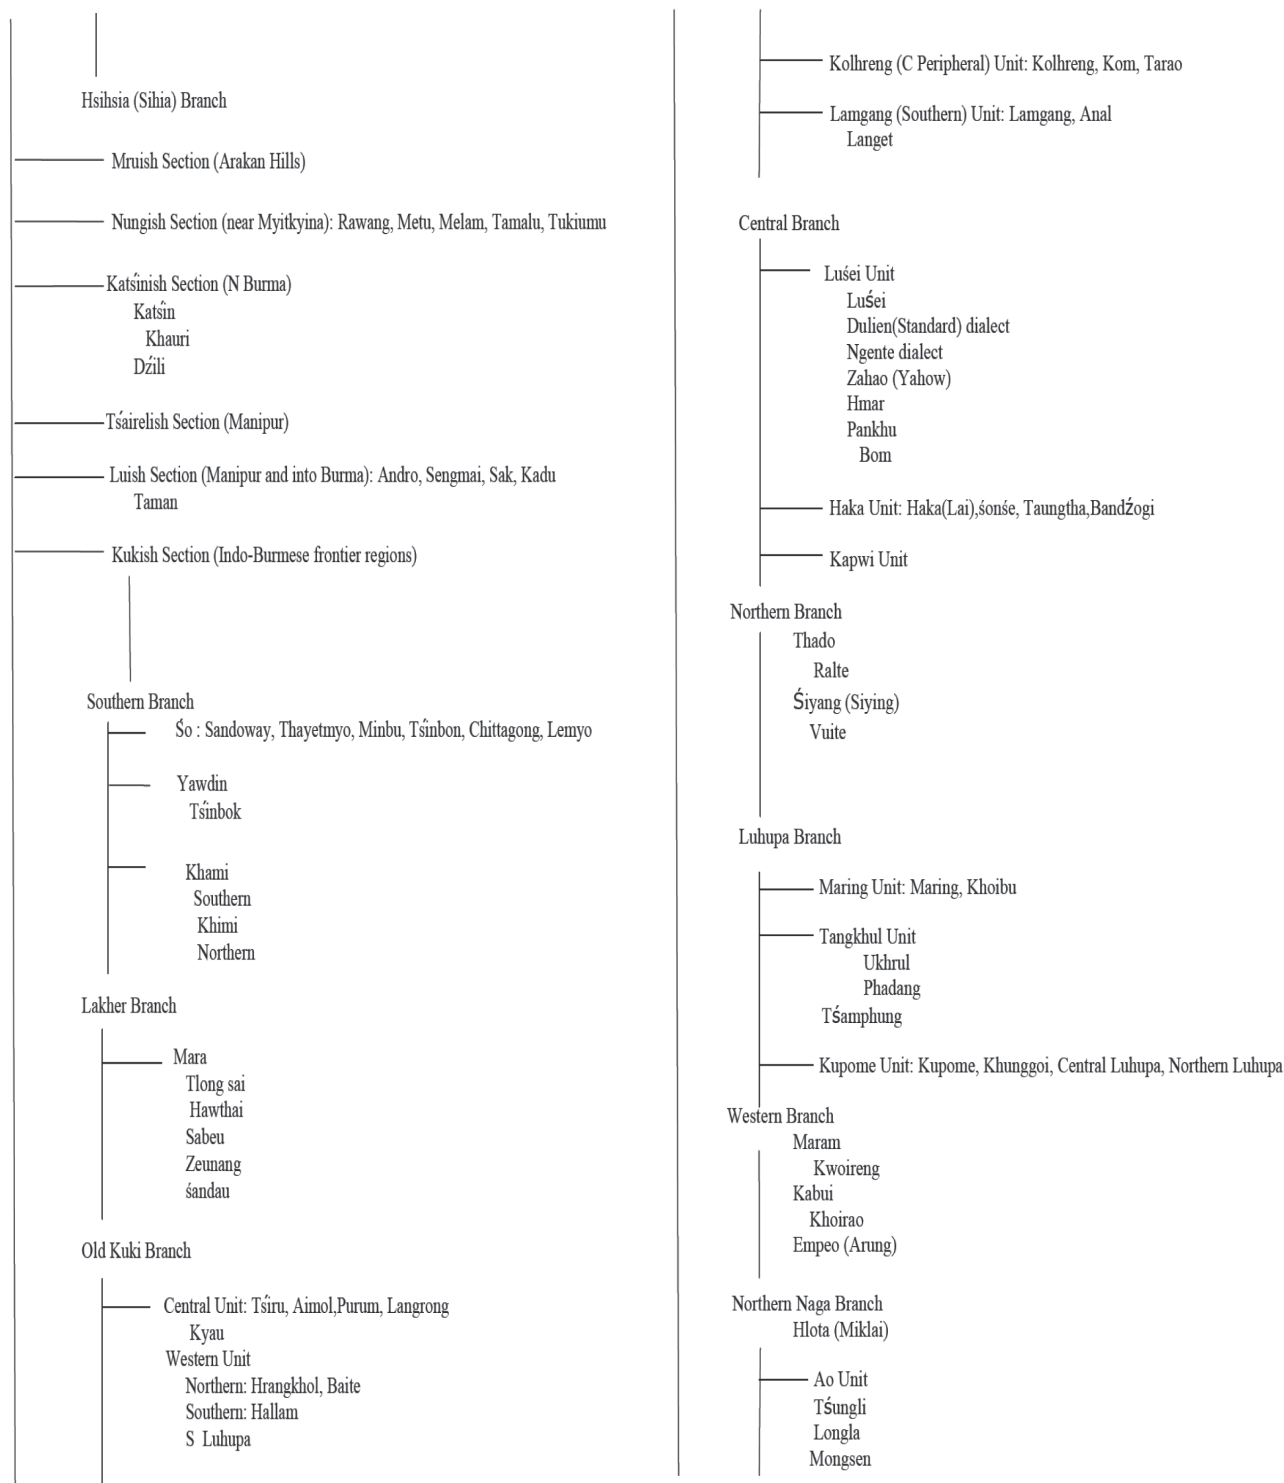 Hsihsia (Sihia) Branch
Mruish Section (Arakan Hills)
Nungish Section (near Myitkyina): Rawang, Metu, Melam, Tamalu, Tukiumu
Katśinish Section (N Burma)
Katśin
Khauri
Dźili
Tśairelish Section (Manipur)
Luish Section (Manipur and into Burma): Andro, Sengmai, Sak, Kadu
Taman
Kukish Section (Indo-Burmese frontier regions)
Southern Branch
Śo : Sandoway, Thayetmyo, Minbu, Tśinbon, Chittagong, Lemyo
Yawdin
Tśinbok
Khami
Southern
Khimi
Northern
Lakher Branch
Mara
Tlong sai
Hawthai
Sabeu
Zeunang
śandau
Old Kuki Branch
Central Unit: Tśiru, Aimol,Purum, Langrong
Kyau
Western Unit
Northern: Hrangkhol, Baite
Southern: Hallam
S Luhupa
Kolhreng (C Peripheral) Unit: Kolhreng, Kom, Tarao
Lamgang (Southern) Unit: Lamgang, Anal
Langet
Central Branch
Luśei Unit
Luśei
Dulien(Standard) dialect
Ngente dialect
Zahao (Yahow)
Hmar
Pankhu
Bom
Haka Unit: Haka(Lai),śonśe, Taungtha,Bandźogi
Kapwi Unit
Northern Branch
Thado
Ralte
Śiyang (Siying)
Vuite
Luhupa Branch
Maring Unit: Maring, Khoibu
Tangkhul Unit
Ukhrul
Phadang
Tśamphung
Kupome Unit: Kupome, Khunggoi, Central Luhupa, Northern Luhupa
Western Branch
Maram
Kwoireng
Kabui
Khoirao
Empeo (Arung)
Northern Naga Branch
Hlota (Miklai)
Ao Unit
Tśungli
Longla
Mongsen